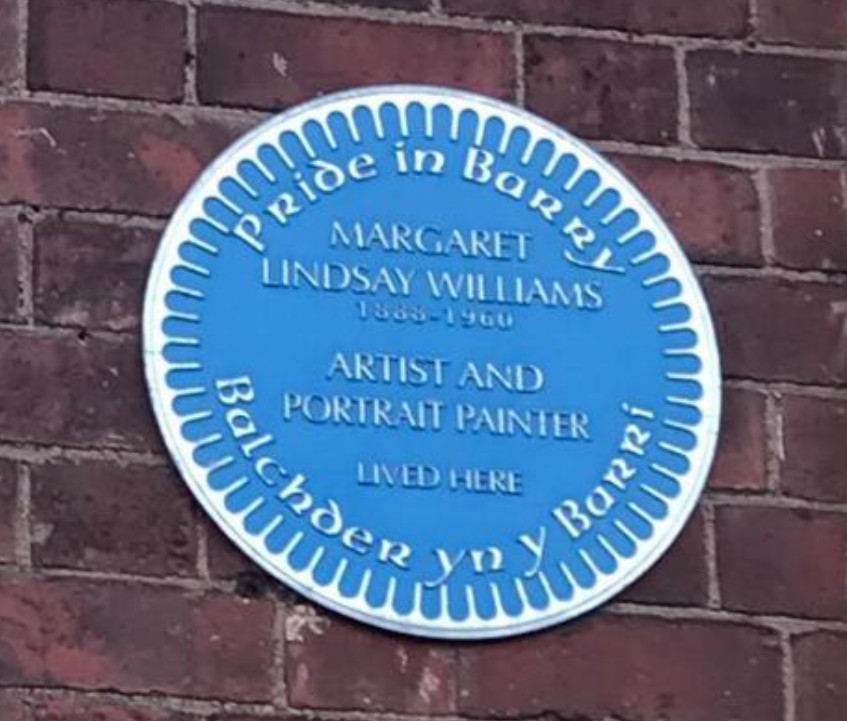 Pride in Barry
MARGARET
LINDSAY WILLIAMS
1888-1960
ARTIST AND
PORTRAIT PAINTER
LIVED HERE
Balchder yn y Barri